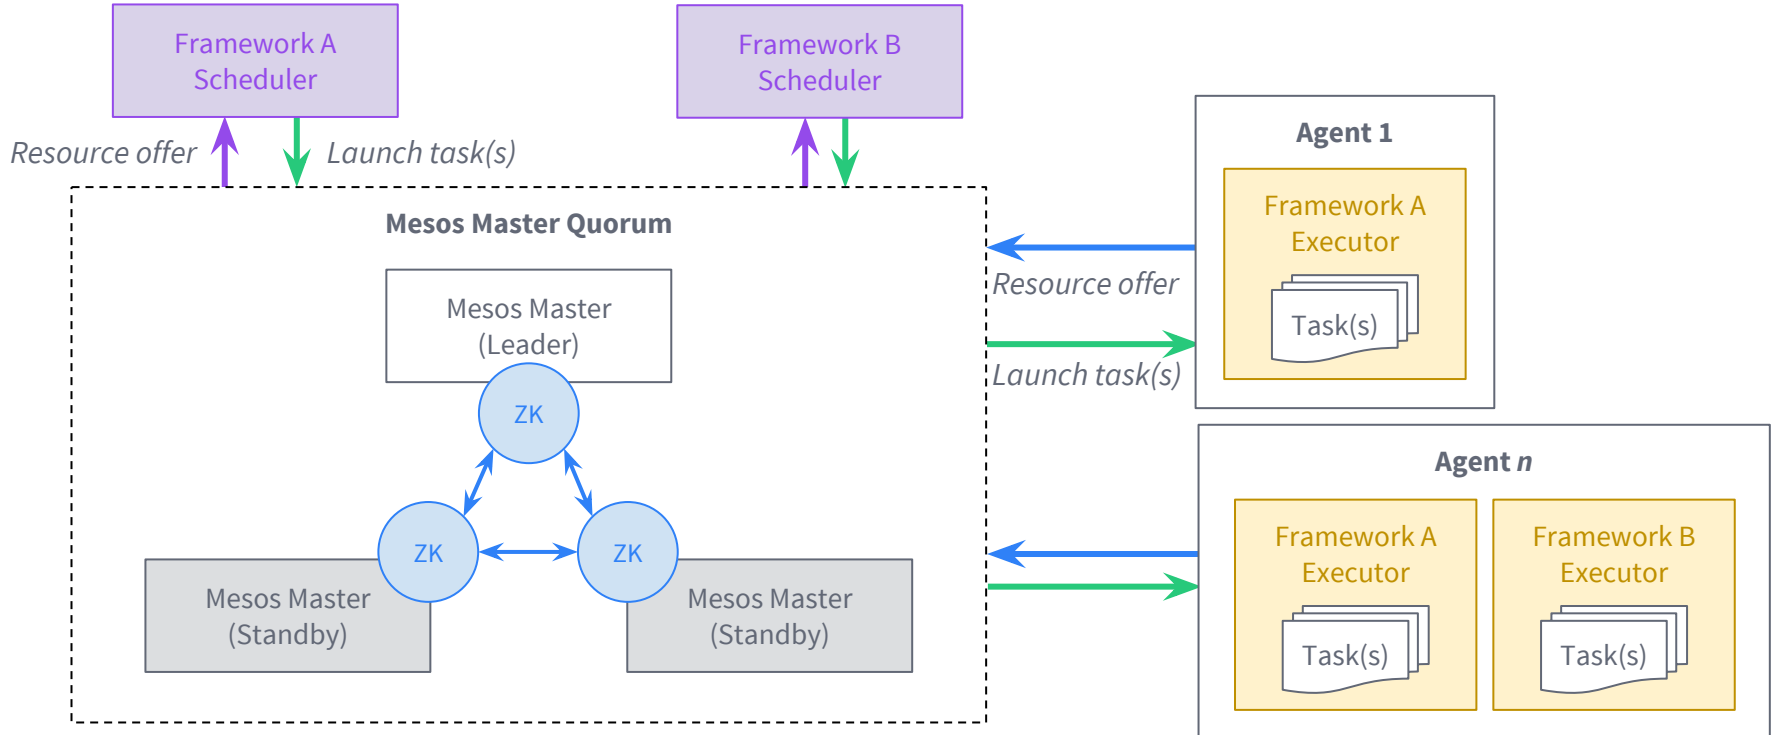 Framework A
Scheduler
Framework B
Scheduler
Resource offer
Launch task(s)
Mesos Master Quorum
Mesos Master
(Leader)
ZK
ZK
ZK
Mesos Master
(Standby)
Mesos Master
(Standby)
Resource offer
Launch task(s)
Agent 1
Framework A
Executor
Task(s)
Agent n
Framework A
Executor
Task(s)
Framework B
Executor
Task(s)